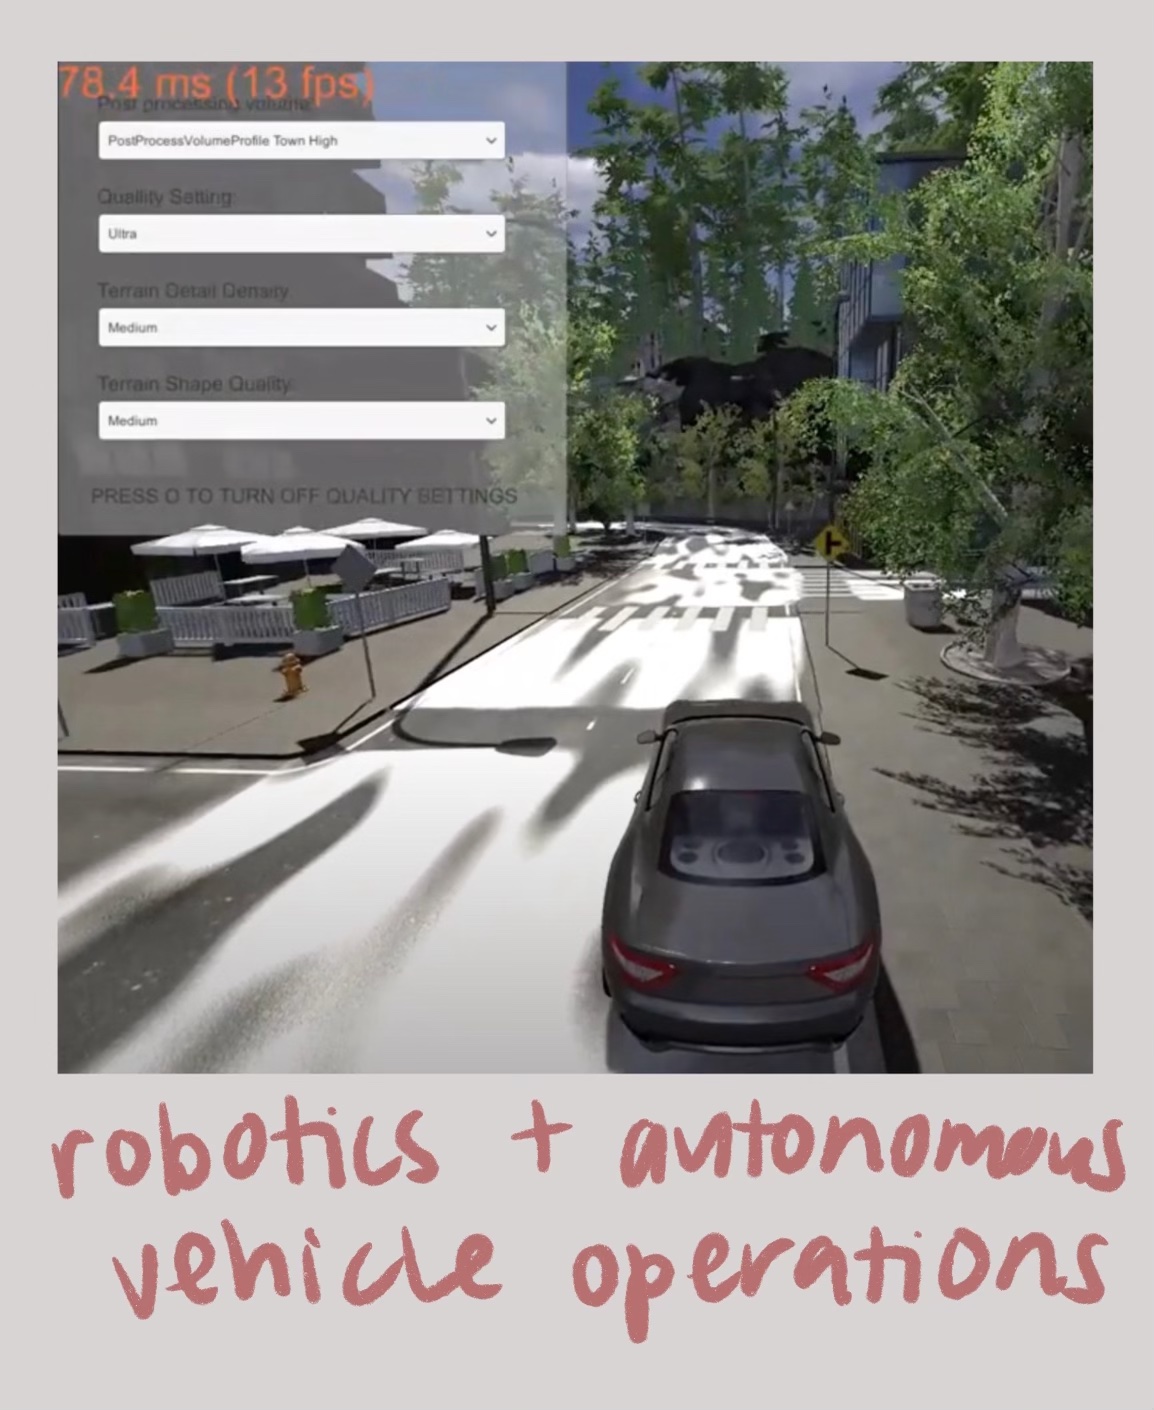 78.4 ms (13 fps)
Post processing volume:
PostProcessVolumeProfile Town High
Quallity Setting:
Ultra
Terrain Detail Density
Medium
Terrain Shape Quality
Medium
PRESS O TO TURN OFF QUALITY SETTINGS
robotics + autonomous
vehicle operations